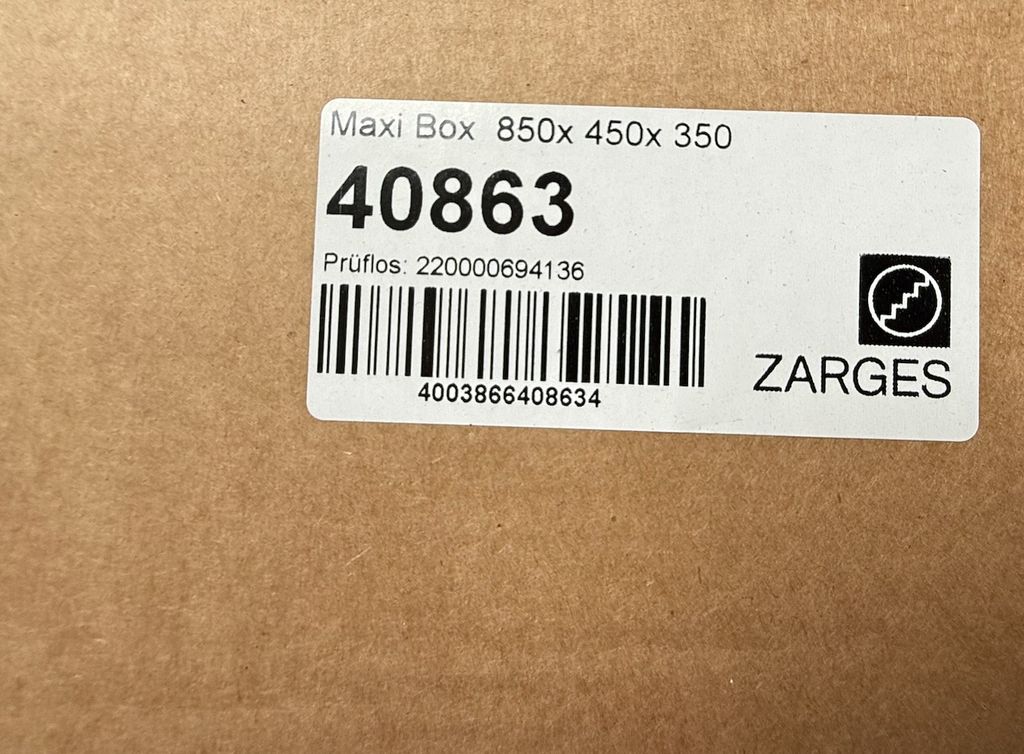 Maxi Box 850x 450x 350
40863
Prüflos: 220000694136
4003866408634
ZARGES